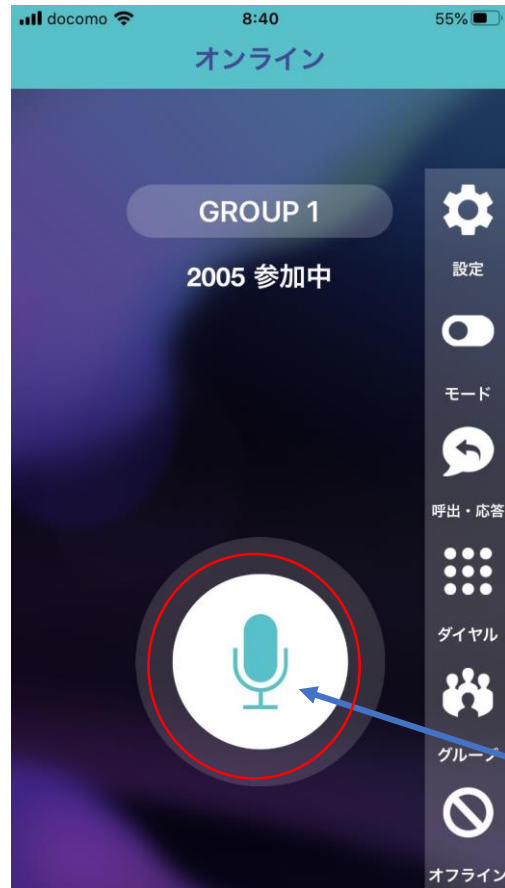 docomo
8:40
55%
オンライン
GROUP 1
2005 参加中
設定
モード
呼出・応答
ダイヤル
グループ
オフライン